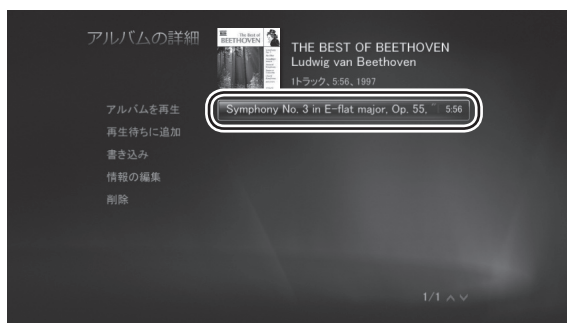 アルバムの詳細
The Best of
BEETHOVEN
THE BEST OF BEETHOVEN
Ludwig van Beethoven
1トラック、5:56、1997
アルバムを再生
Symphony No. 3 in E-flat major, Op. 55, " 5:56
再生待ちに追加
書き込み
情報の編集
削除
1/1